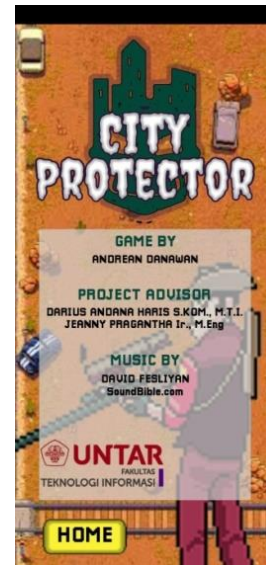 CITY
PROTECTOR
GAME BY
ANDREAN DANAWAN
PROJECT ADVISOR
DARIUS ANDANA HARIS S.KOM., M.T.I.
JEANNY PRAGANTHA Ir., M.Eng
MUSIC BY
DAVID FESLIYAN
SoundBible.com
UNTAR
FAKULTAS
TEKNOLOGI INFORMASI
HOME